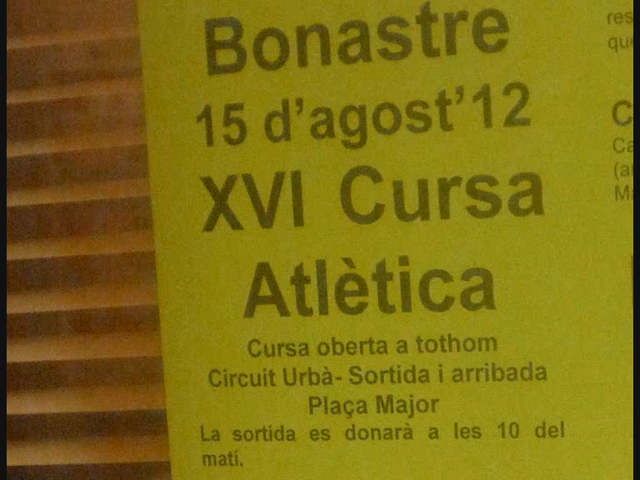 Bonastre
15 d'agost'12
XVI Cursa
Atlètica
Cursa oberta a tothom
Circuit Urbà- Sortida i arribada
Plaça Major
La sortida es donarà a les 10 del
matí.